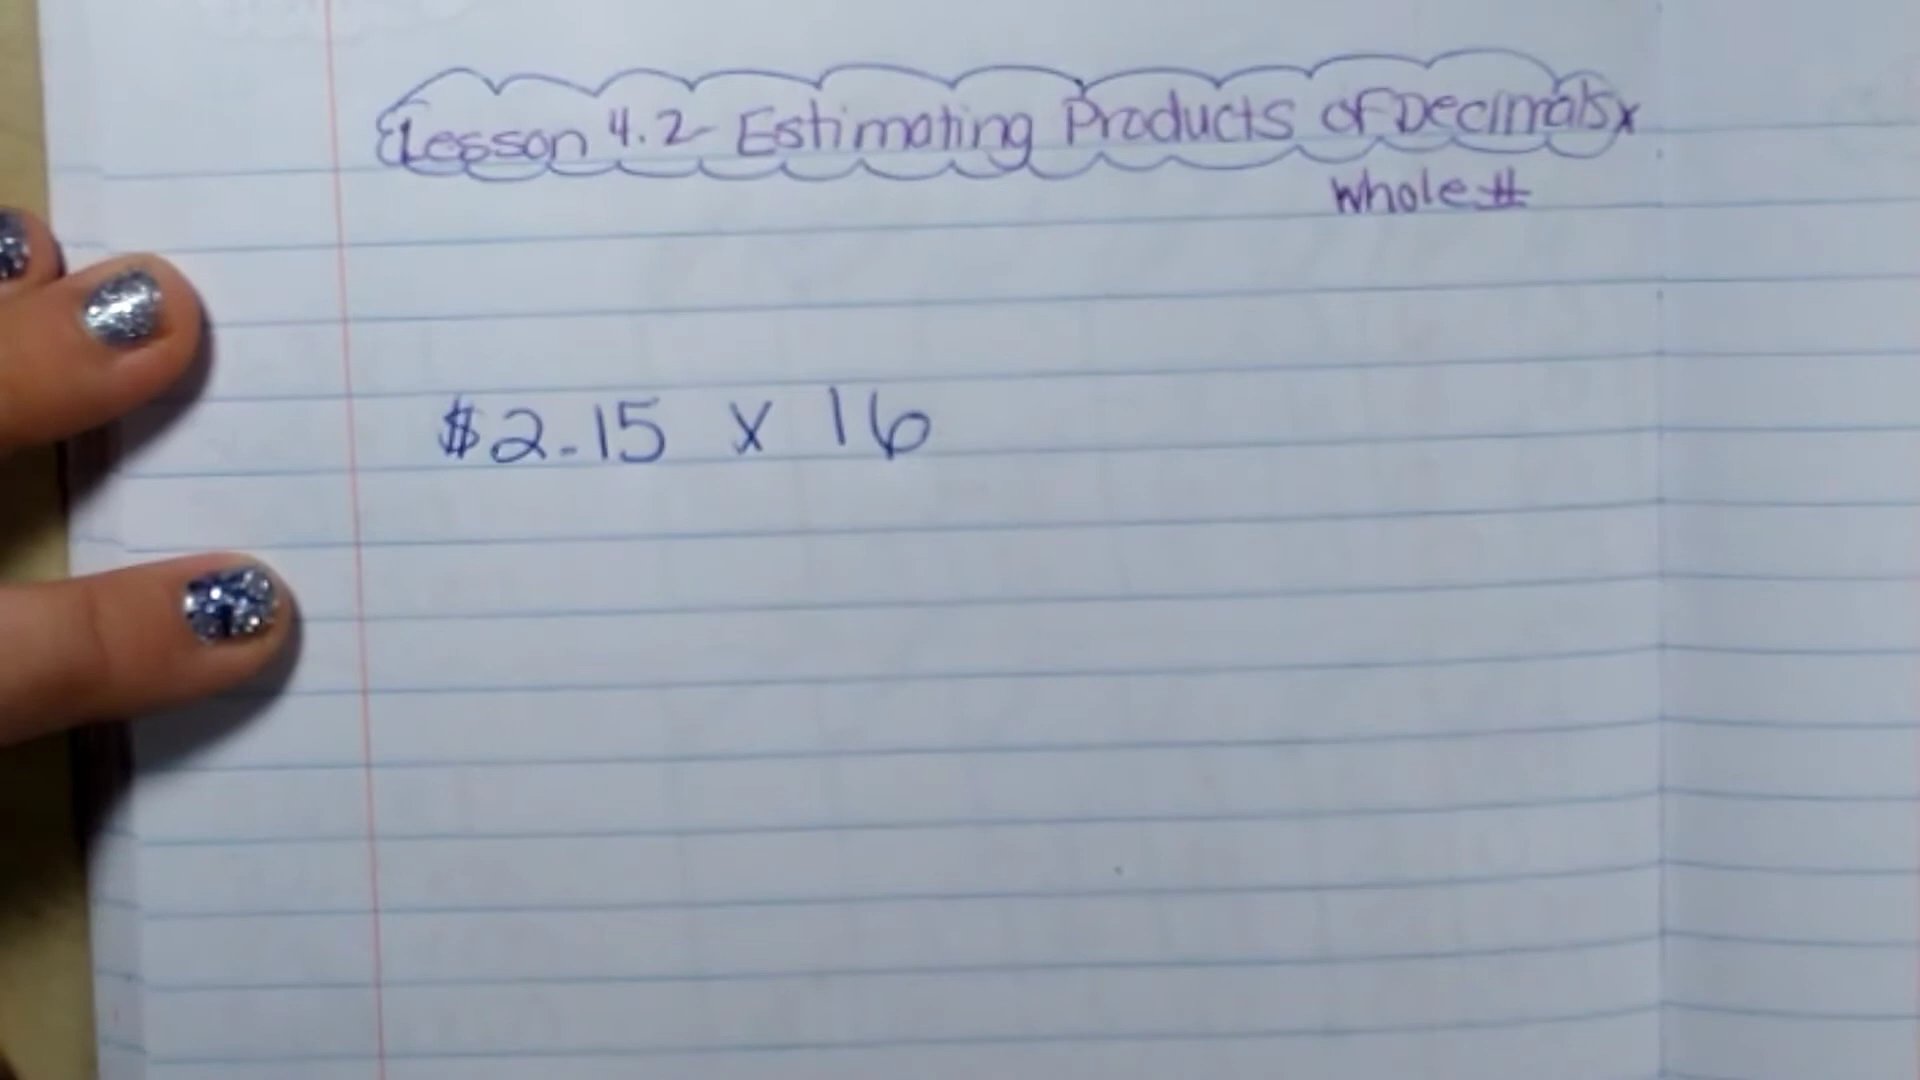 Lesson 4.2 Estimating Products of Decimals x
whole #
$2.15 x 16